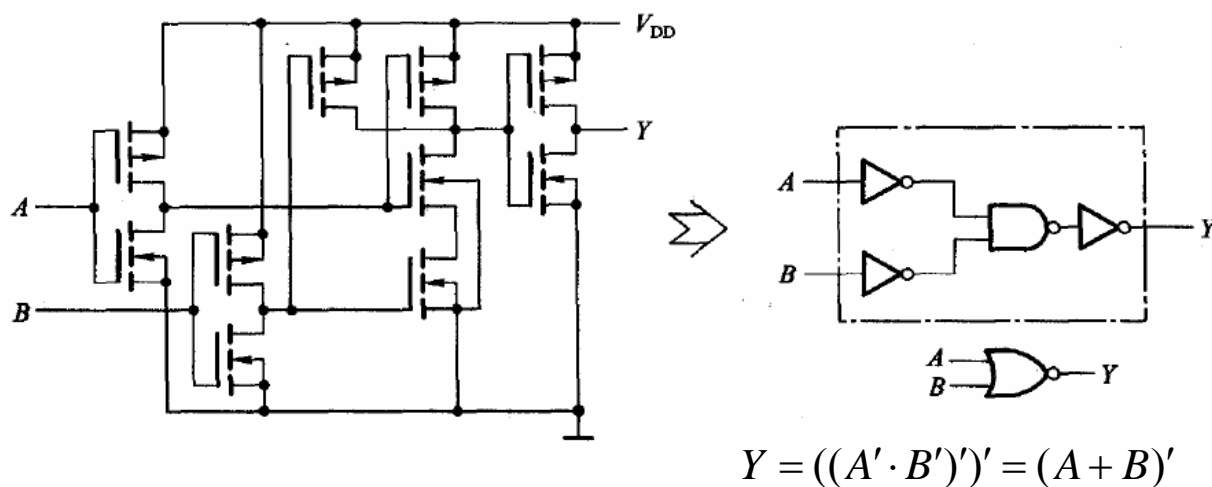 V_DD
Y
A
B
A
B
Y
A
B
Y
Y = ((A′ · B′)′)′ = (A + B)′